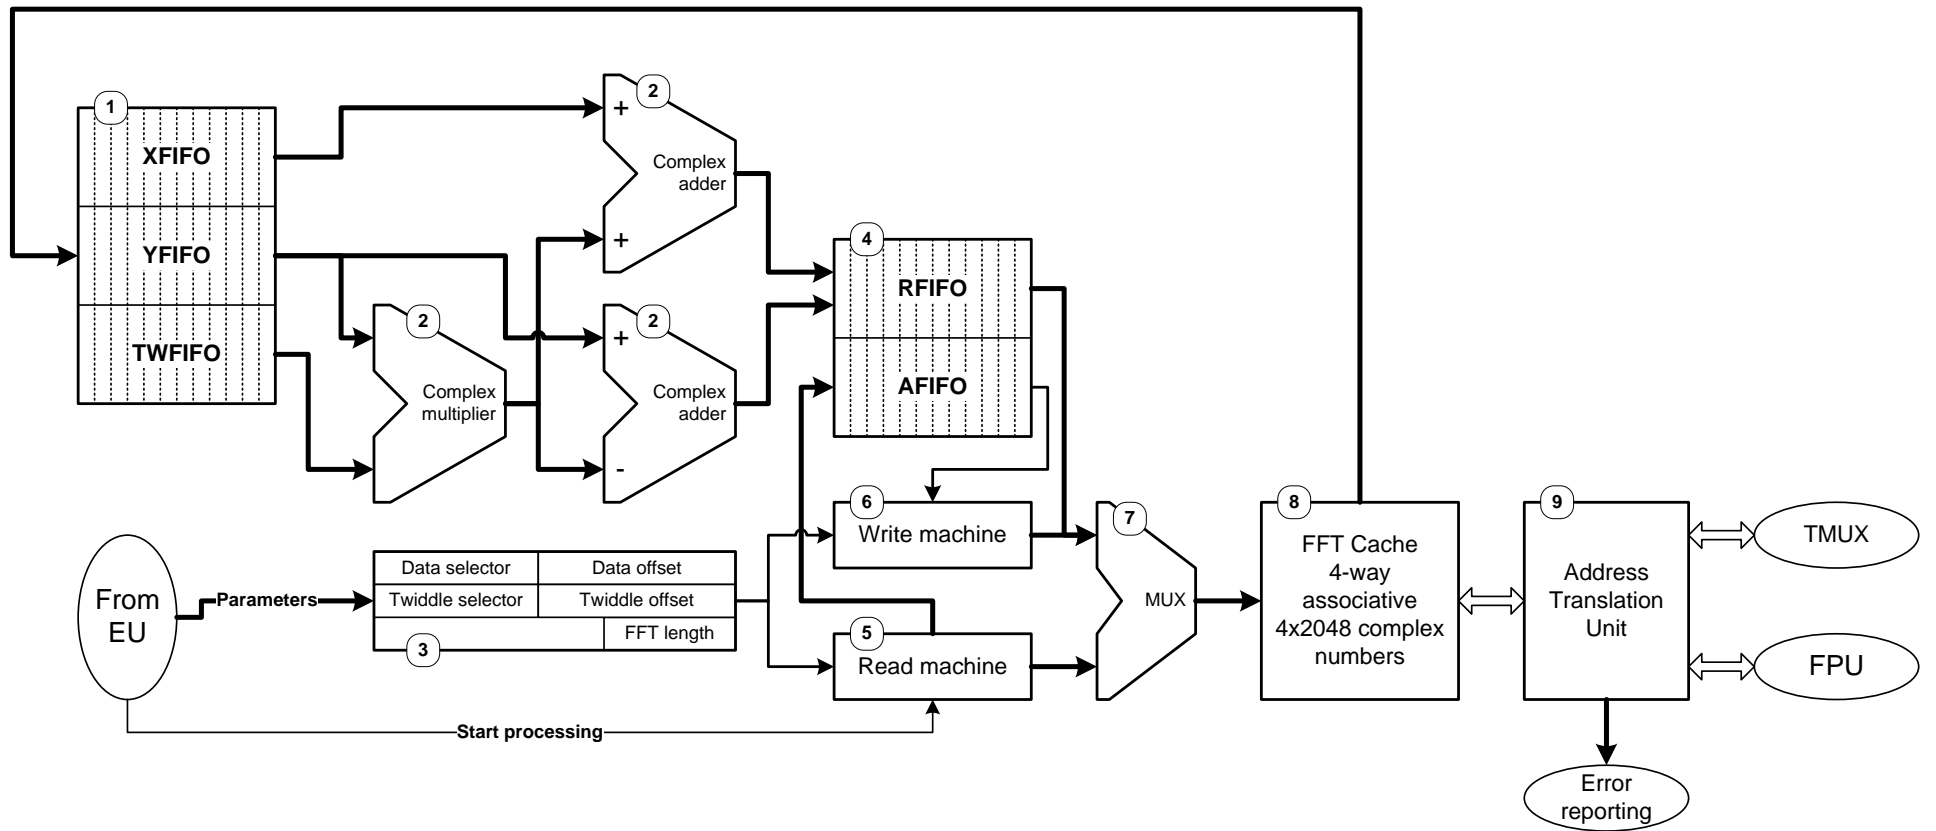 1
XFIFO
YFIFO
TWFIFO
2
+
+
Complex
adder
2
Complex
multiplier
2
+
-
Complex
adder
4
RFIFO
AFIFO
From
EU
Parameters
Data selector
Data offset
Twiddle selector
Twiddle offset
FFT length
3
Start processing
6
Write machine
5
Read machine
7
MUX
8
FFT Cache
4-way
associative
4x2048 complex
numbers
9
Address
Translation
Unit
TMUX
FPU
Error
reporting